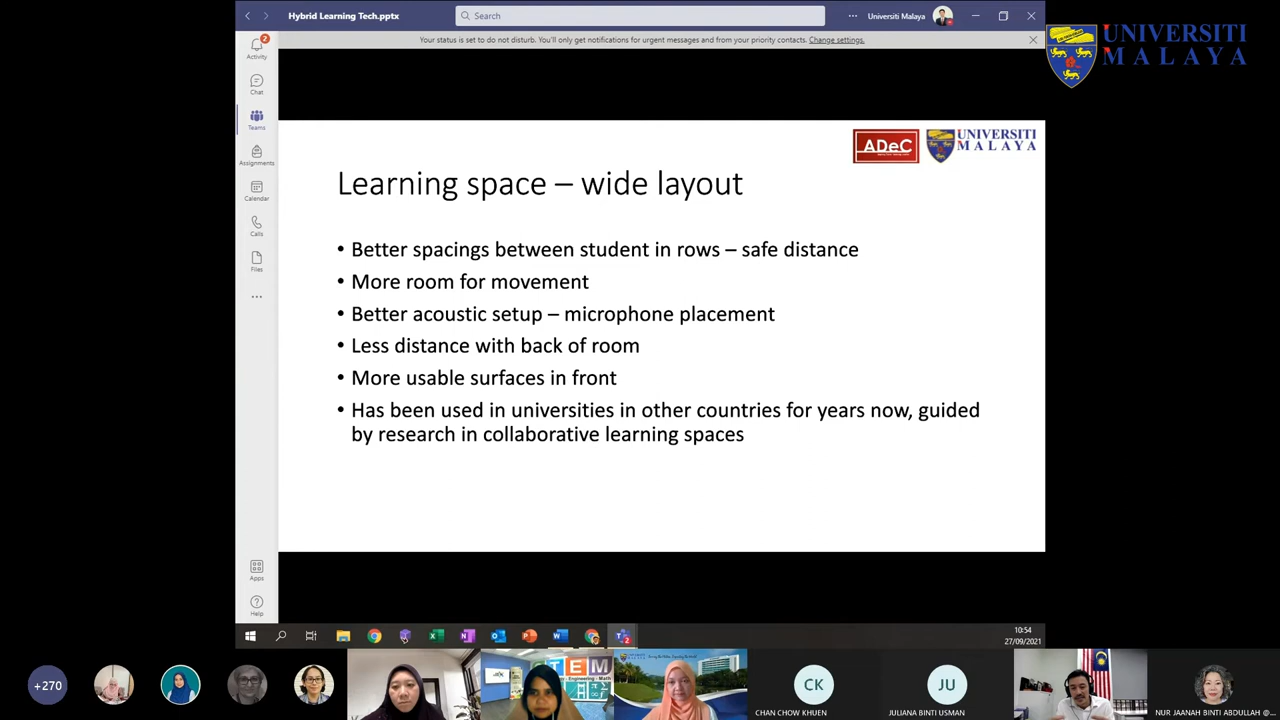 Hybrid Learning Tech.pptx
Search
Universiti Malaya
Your status is set to do not disturb. You'll only get notifications for urgent messages and from your priority contacts. Change settings.
UNIVERSITI
MALAYA
2
Activity
Chat
Teams
Assignments
Calendar
Calls
Files
Apps
Help
ADeC
UNIVERSITI
MALAYA
Learning space – wide layout
• Better spacings between student in rows – safe distance
• More room for movement
• Better acoustic setup – microphone placement
• Less distance with back of room
• More usable surfaces in front
• Has been used in universities in other countries for years now, guided
by research in collaborative learning spaces
10:54
27/09/2021
+270
TEM
CK
CHAN CHOW KHUEN
JU
JULIANA BINTI USMAN
NUR JAANAH BINTI ABDULLAH @...